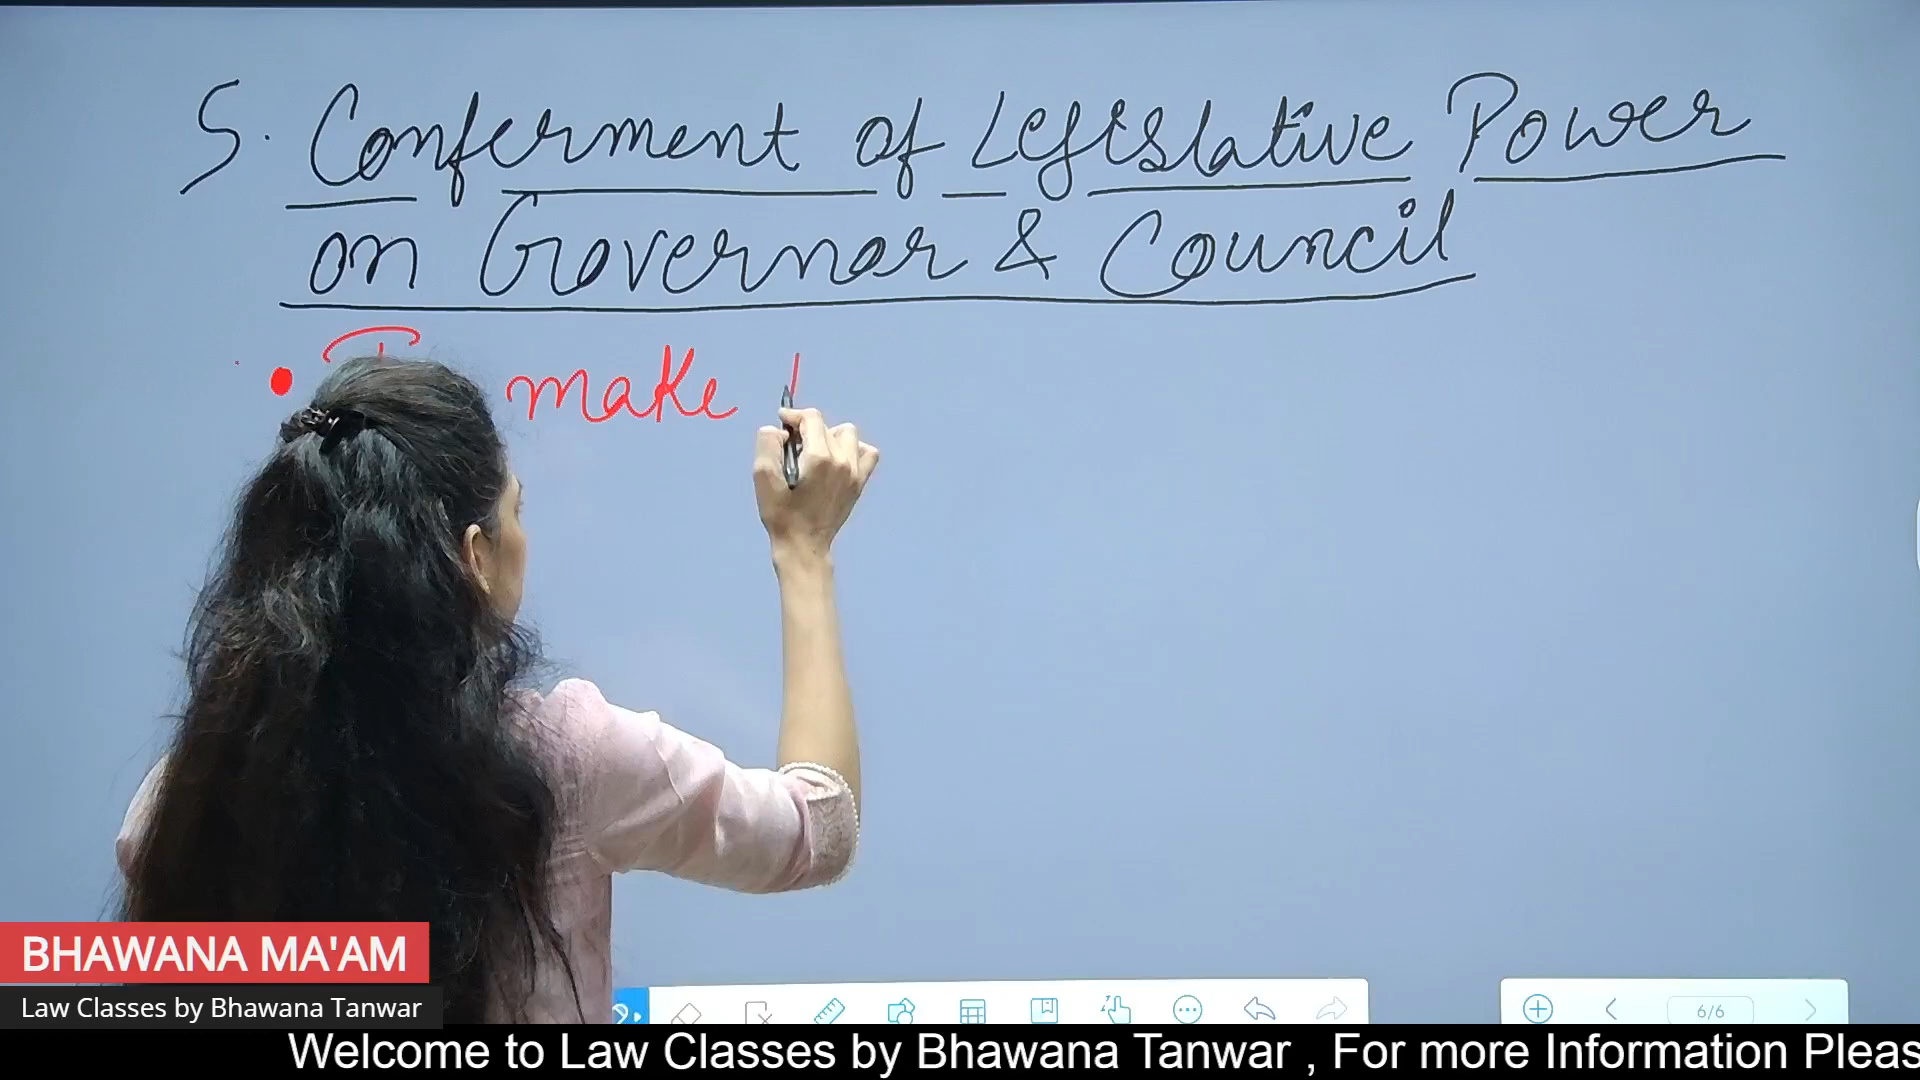 5. Conferment of Legislative Power
on Governor & Council
• make
BHAWANA MA'AM
Law Classes by Bhawana Tanwar
6/6
Welcome to Law Classes by Bhawana Tanwar , For more Information Pleas